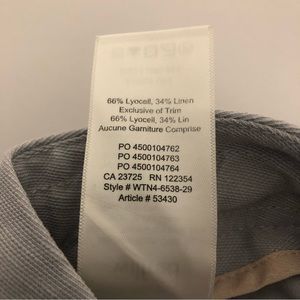 66% Lyocell, 34% Linen
Exclusive of Trim
66% Lyocell, 34% Lin
Aucune Garniture Comprise
PO 4500104762
PO 4500104763
PO 4500104764
CA 23725 RN 122354
Style # WTN4-6538-29
Article # 53430